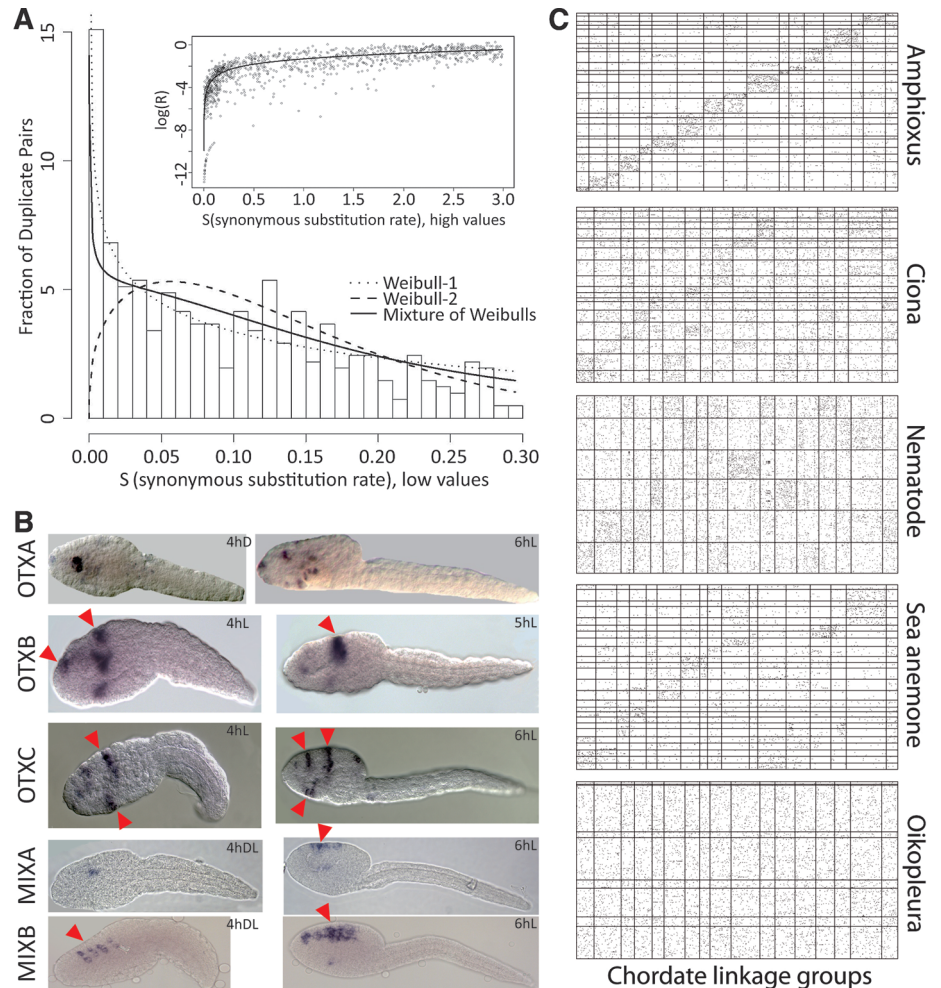 A
15
10
5
0
Fraction of Duplicate Pairs
0
-4
-8
-12
log(R)
0.0 0.5 1.0 1.5 2.0 2.5 3.0
S(synonymous substitution rate), high values
Weibull-1
Weibull-2
Mixture of Weibulls
0.00 0.05 0.10 0.15 0.20 0.25 0.30
S (synonymous substitution rate), low values
B
OTXA
4hD
6hL
OTXB
4hL
5hL
OTXC
4hL
6hL
MIXA
4hDL
6hL
MIXB
4hDL
6hL
C
Amphioxus
Ciona
Nematode
Sea anemone
Oikopleura
Chordate linkage groups